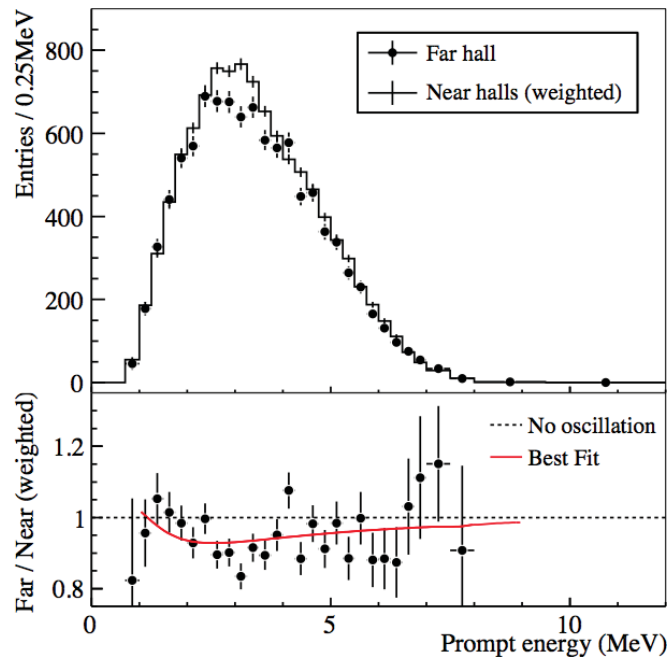 Entries / 0.25MeV
800
600
400
200
0
Far hall
Near halls (weighted)
Far / Near (weighted)
1.2
1
0.8
No oscillation
Best Fit
0
5
10
Prompt energy (MeV)